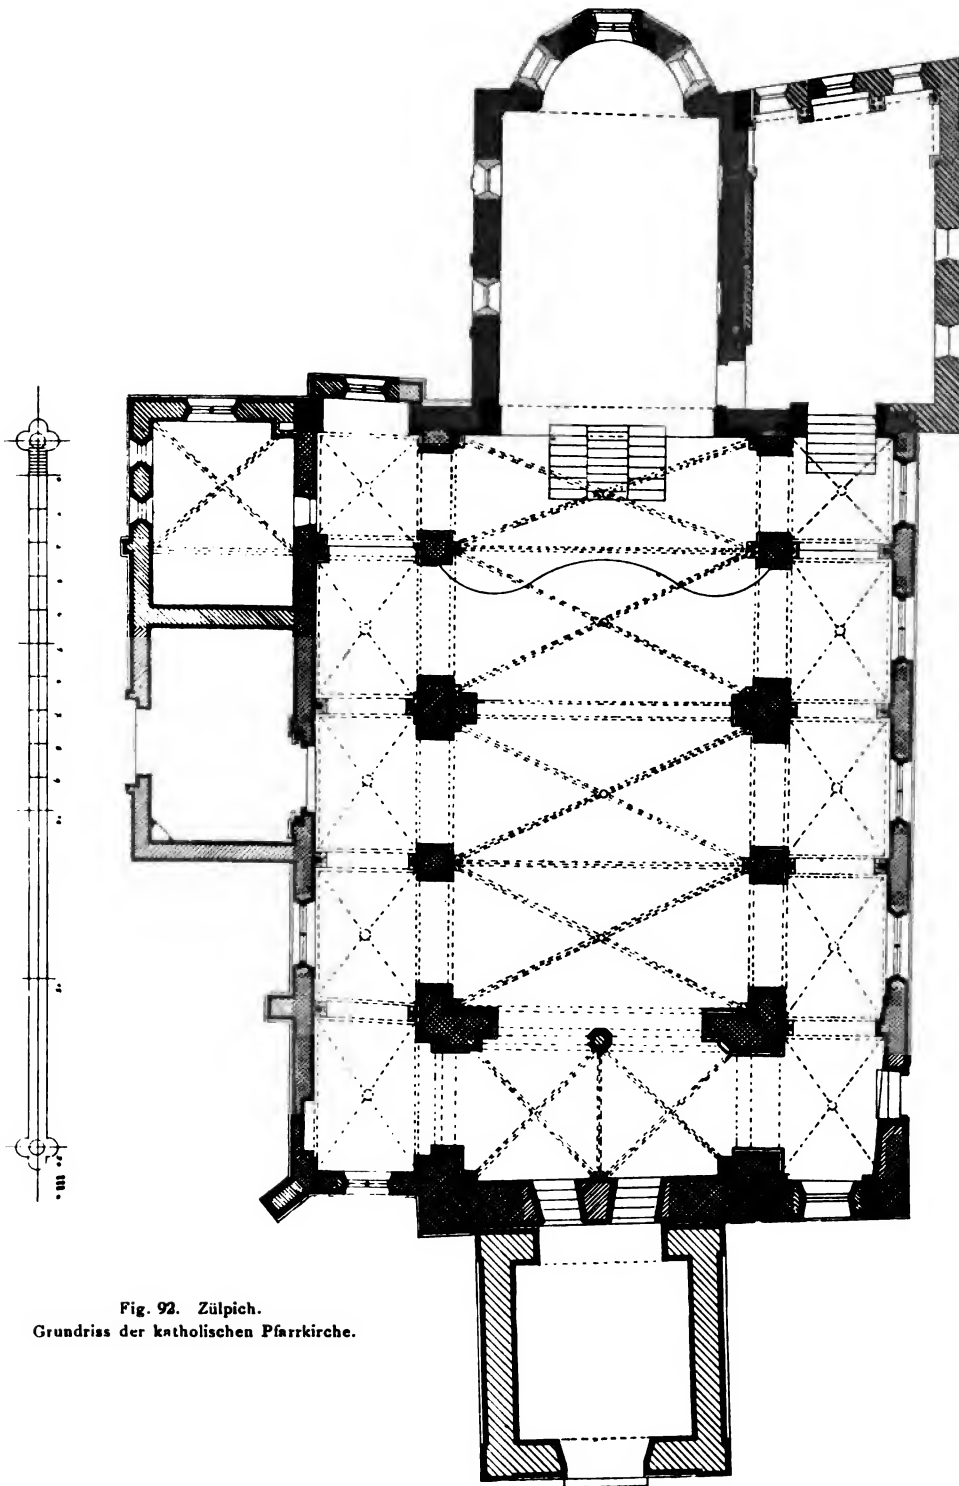 Fig. 92. Zülpich.
Grundriss der katholischen Pfarrkirche.